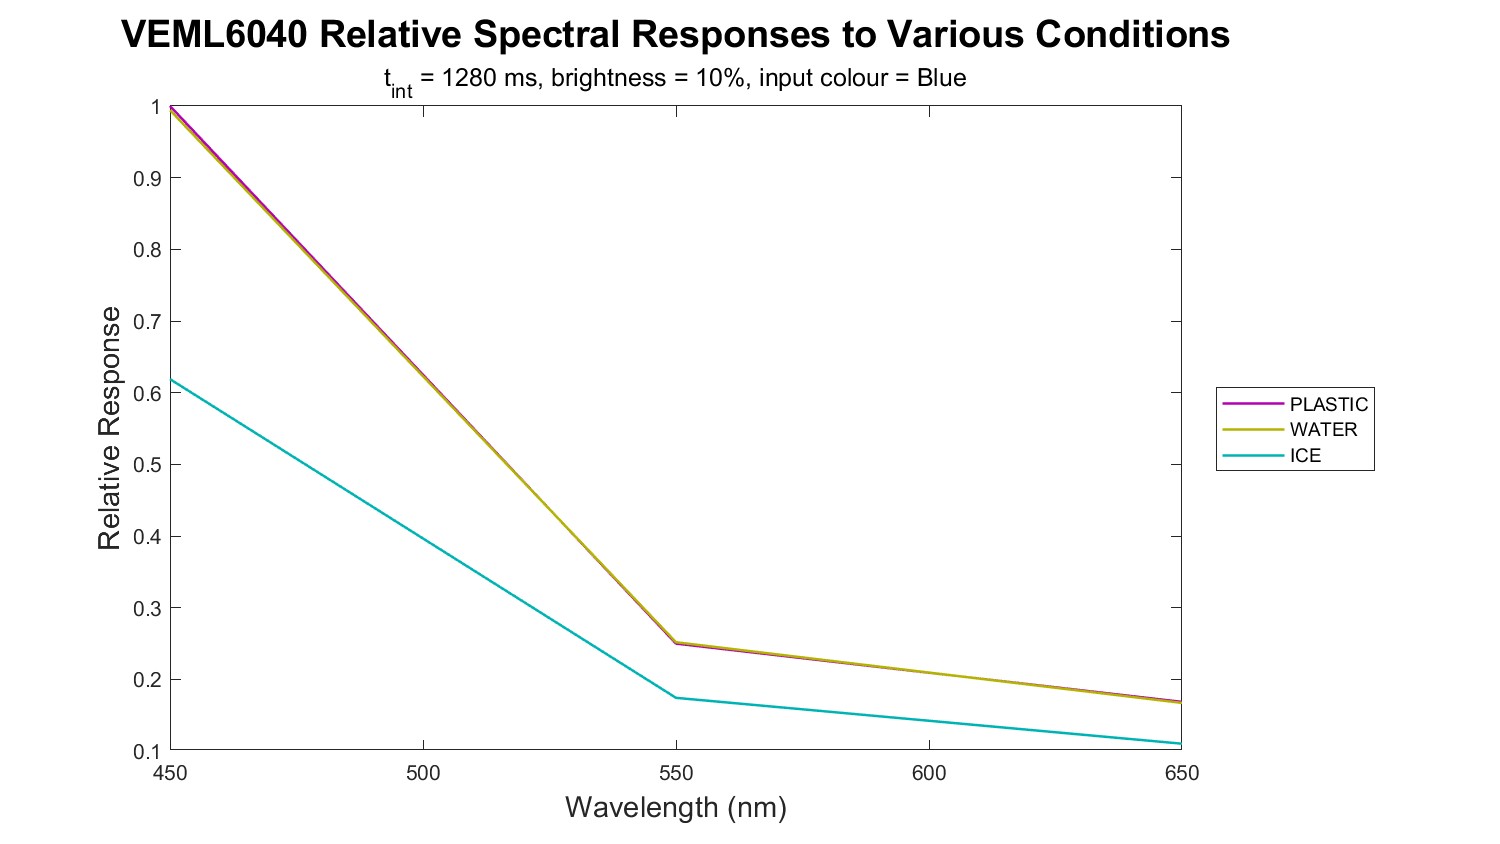 VEML6040 Relative Spectral Responses to Various Conditions
t_int = 1280 ms, brightness = 10%, input colour = Blue
1
0.9
0.8
0.7
0.6
0.5
0.4
0.3
0.2
0.1
Relative Response
450 500 550 600 650
Wavelength (nm)
PLASTIC
WATER
ICE